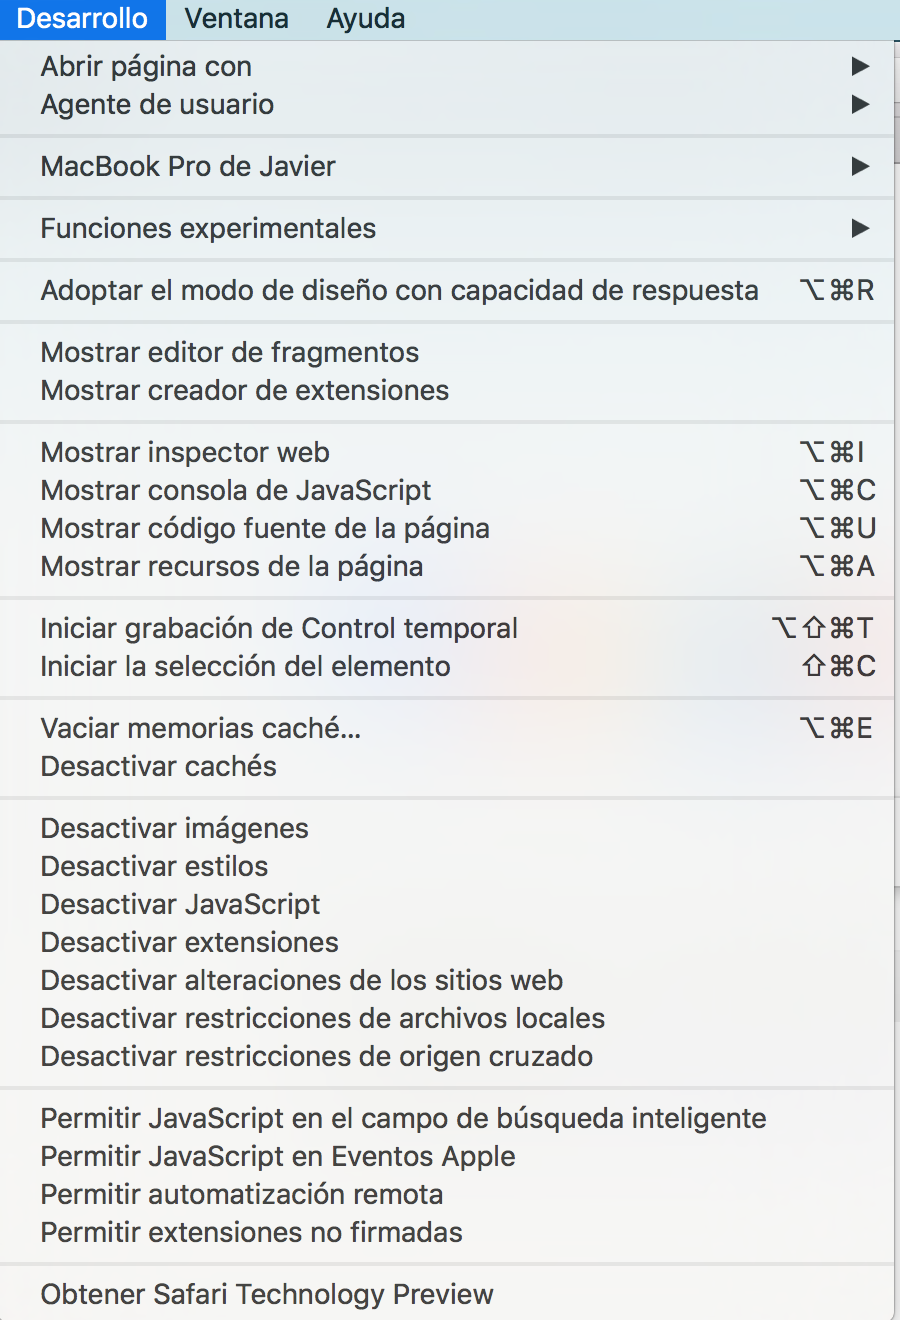 Desarrollo Ventana Ayuda
Abrir página con ▶
Agente de usuario ▶
MacBook Pro de Javier ▶
Funciones experimentales ▶
Adoptar el modo de diseño con capacidad de respuesta ⌥⌘R
Mostrar editor de fragmentos
Mostrar creador de extensiones
Mostrar inspector web ⌥⌘I
Mostrar consola de JavaScript ⌥⌘C
Mostrar código fuente de la página ⌥⌘U
Mostrar recursos de la página ⌥⌘A
Iniciar grabación de Control temporal ⌥⇧⌘T
Iniciar la selección del elemento ⇧⌘C
Vaciar memorias caché... ⌥⌘E
Desactivar cachés
Desactivar imágenes
Desactivar estilos
Desactivar JavaScript
Desactivar extensiones
Desactivar alteraciones de los sitios web
Desactivar restricciones de archivos locales
Desactivar restricciones de origen cruzado
Permitir JavaScript en el campo de búsqueda inteligente
Permitir JavaScript en Eventos Apple
Permitir automatización remota
Permitir extensiones no firmadas
Obtener Safari Technology Preview